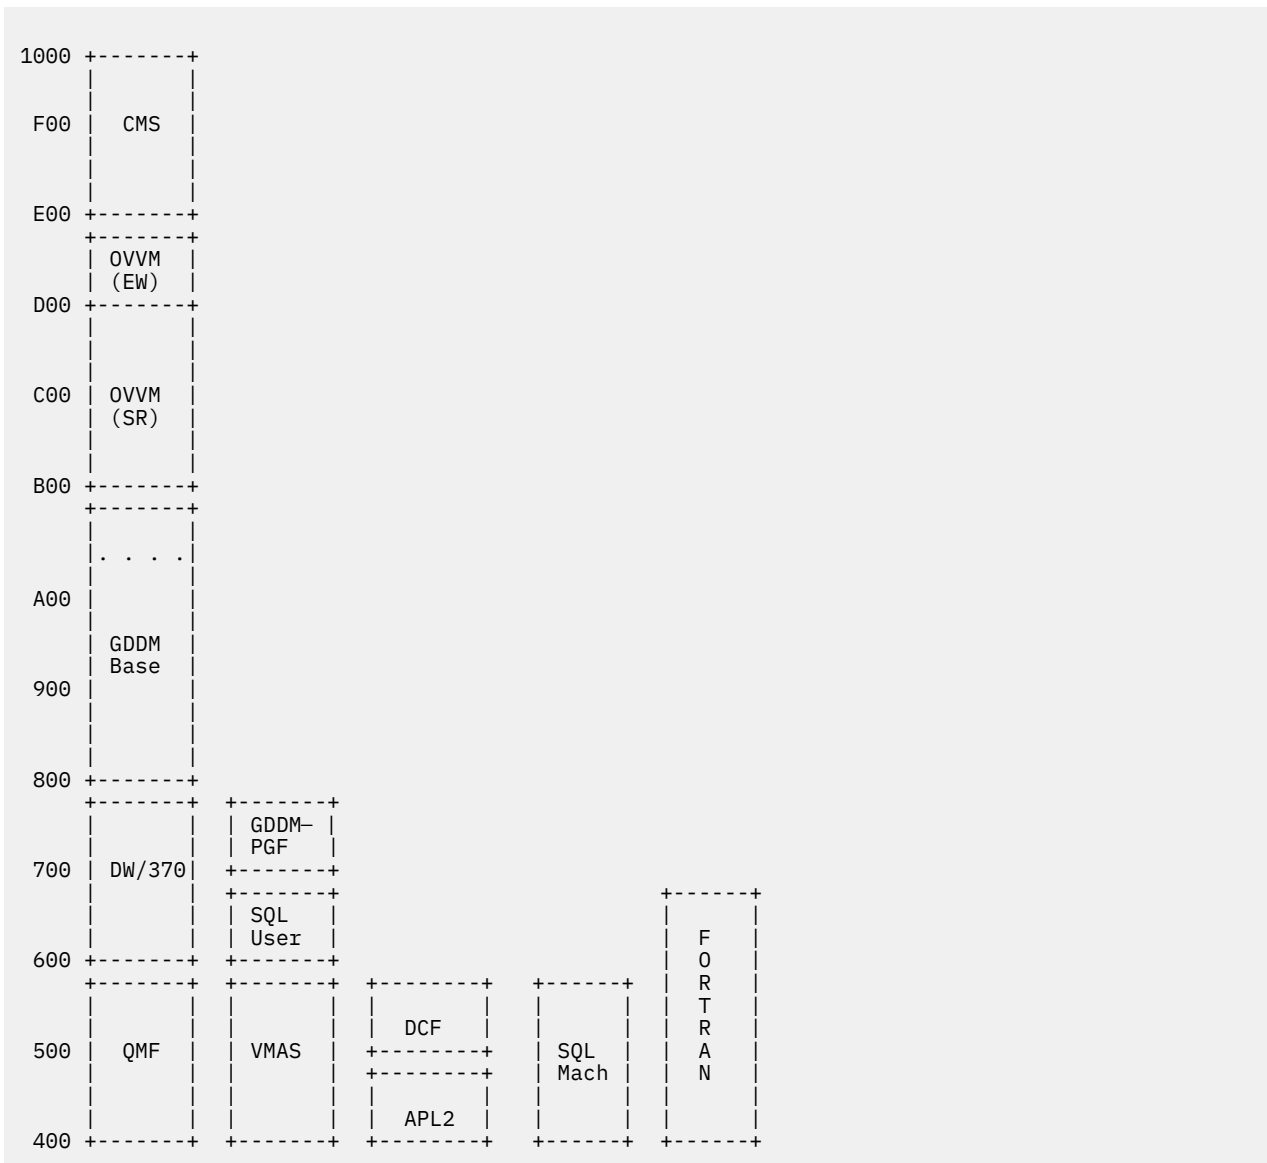 1000 +-------+
F00 | CMS |
E00 +-------+
+-------+
| OVVM |
| (EW) |
D00 +-------+
C00 | OVVM |
| (SR) |
B00 +-------+
+-------+
|. . . .|
A00 | |
| GDDM |
| Base |
900 | |
800 +-------+
+-------+ +-------+
| | | GDDM— |
| | | PGF |
700 | DW/370| +-------+
| | +-------+ +------+
| | | SQL | | |
| | | User | | F |
600 +-------+ +-------+ | O |
+-------+ +-------+ +--------+ +------+ | R |
| | | | | | | | | T |
| | | | | DCF | | | | R |
500 | QMF | | VMAS | +--------+ | SQL | | A |
| | | | +--------+ | Mach | | N |
| | | | | | | | | |
| | | | | APL2 | | | | |
400 +-------+ +-------+ +--------+ +------+ +------+